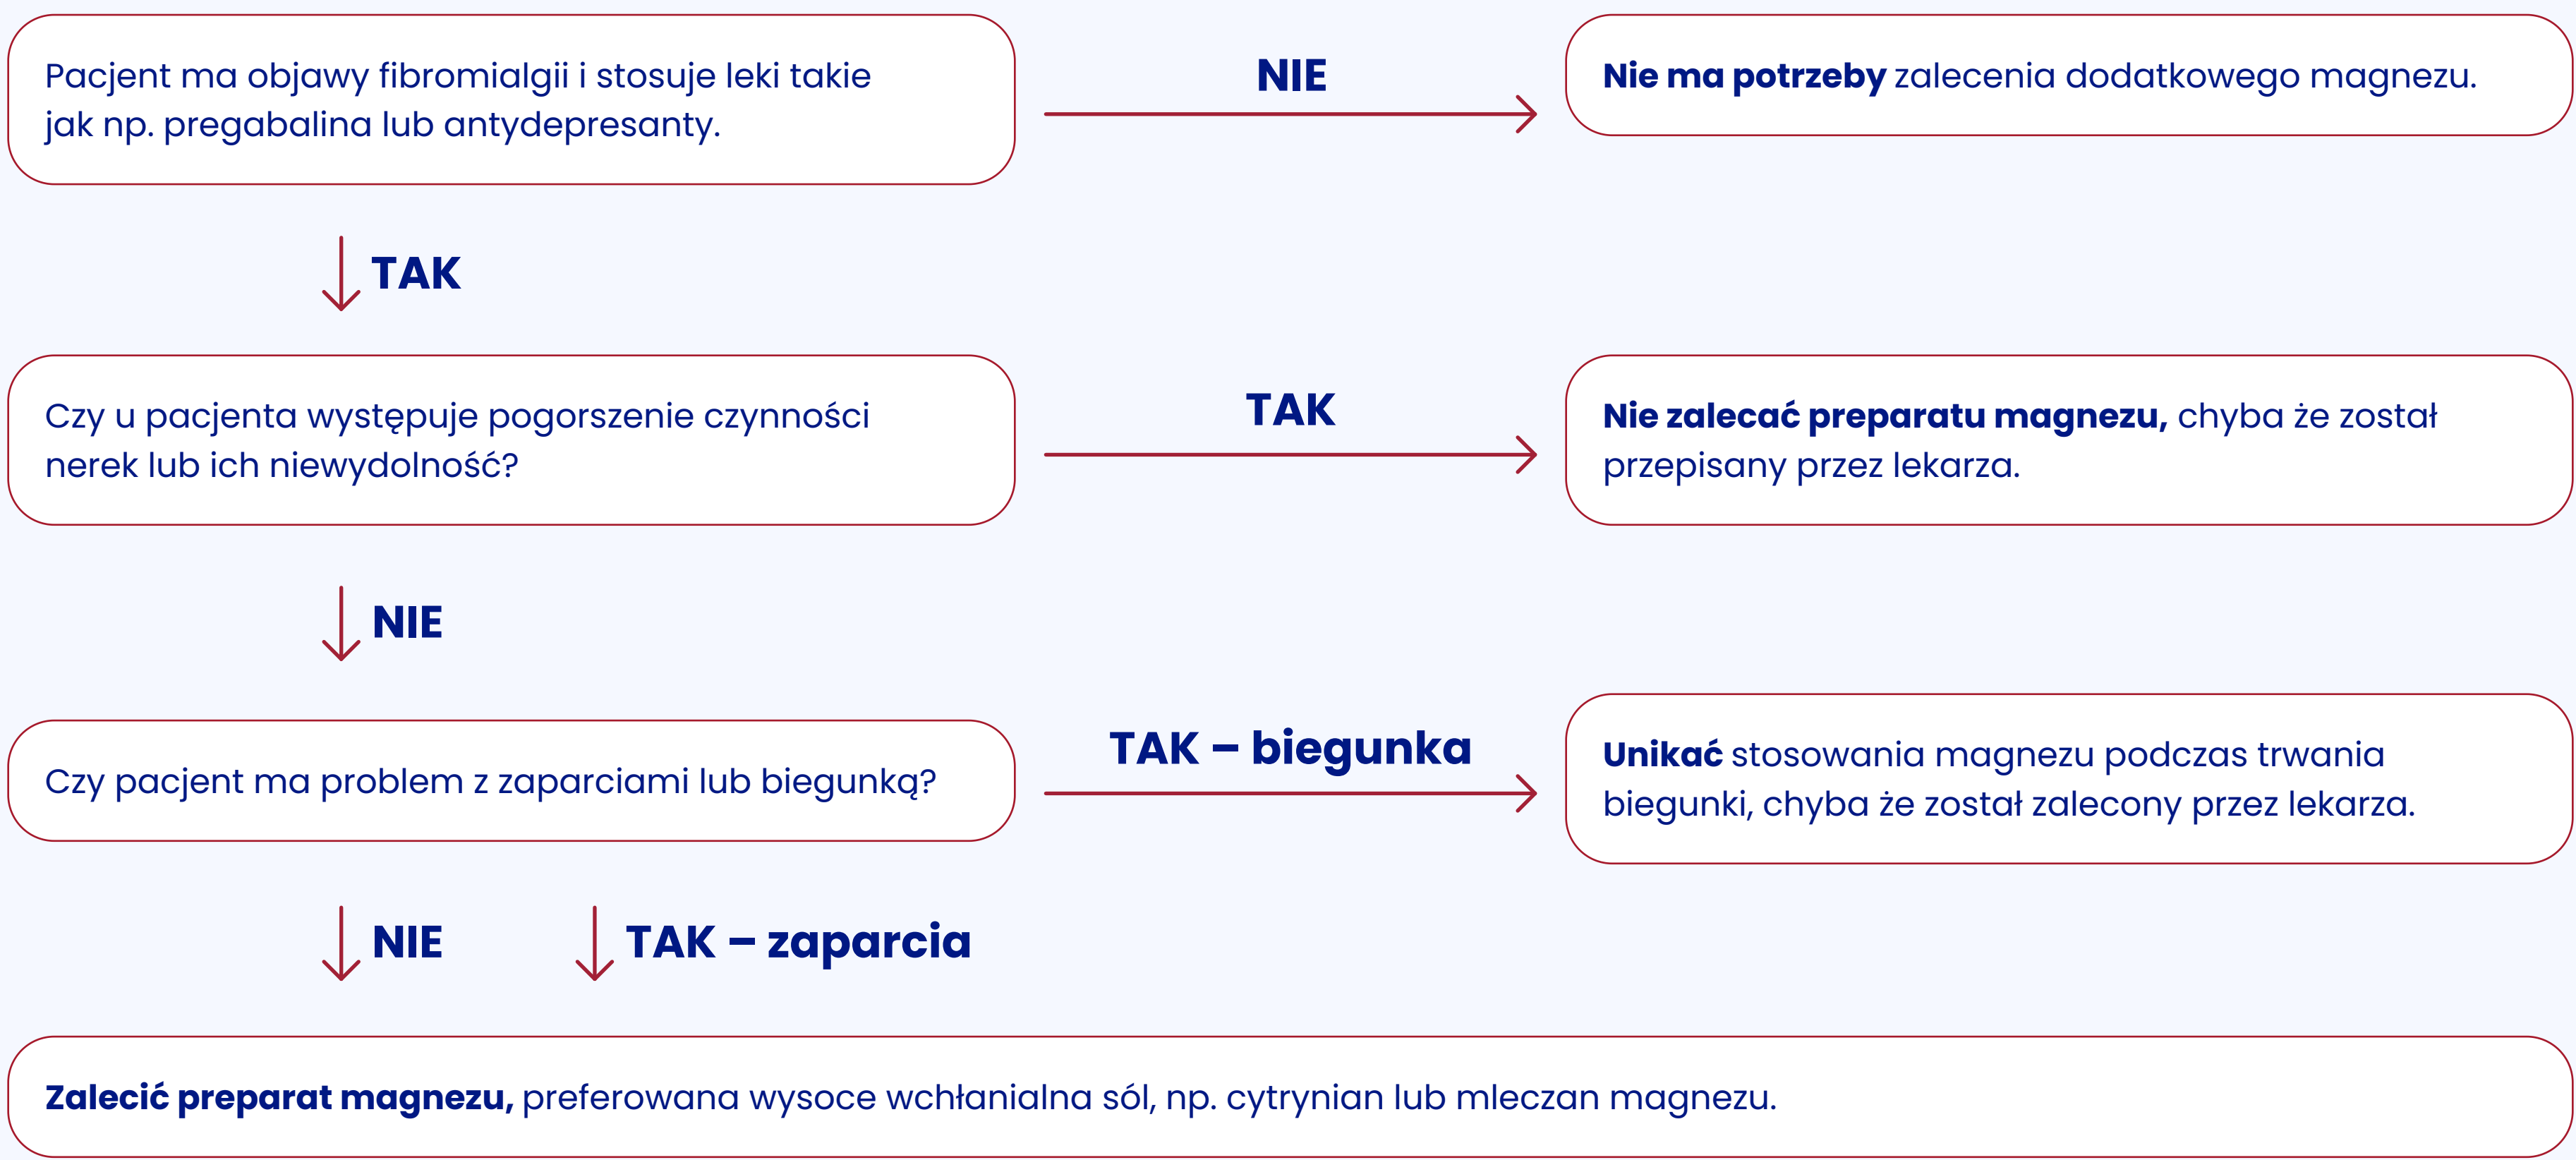 Pacjent ma objawy fibromialgii i stosuje leki takie
jak np. pregabalina lub antydepresanty.
NIE
Nie ma potrzeby zalecenia dodatkowego magnezu.
TAK
Czy u pacjenta występuje pogorszenie czynności
nerek lub ich niewydolność?
TAK
Nie zalecać preparatu magnezu, chyba że został
przepisany przez lekarza.
NIE
Czy pacjent ma problem z zaparciami lub biegunką?
TAK – biegunka
Unikać stosowania magnezu podczas trwania
biegunki, chyba że został zalecony przez lekarza.
NIE
TAK – zaparcia
Zalecić preparat magnezu, preferowana wysoce wchłanialna sól, np. cytrynian lub mleczan magnezu.